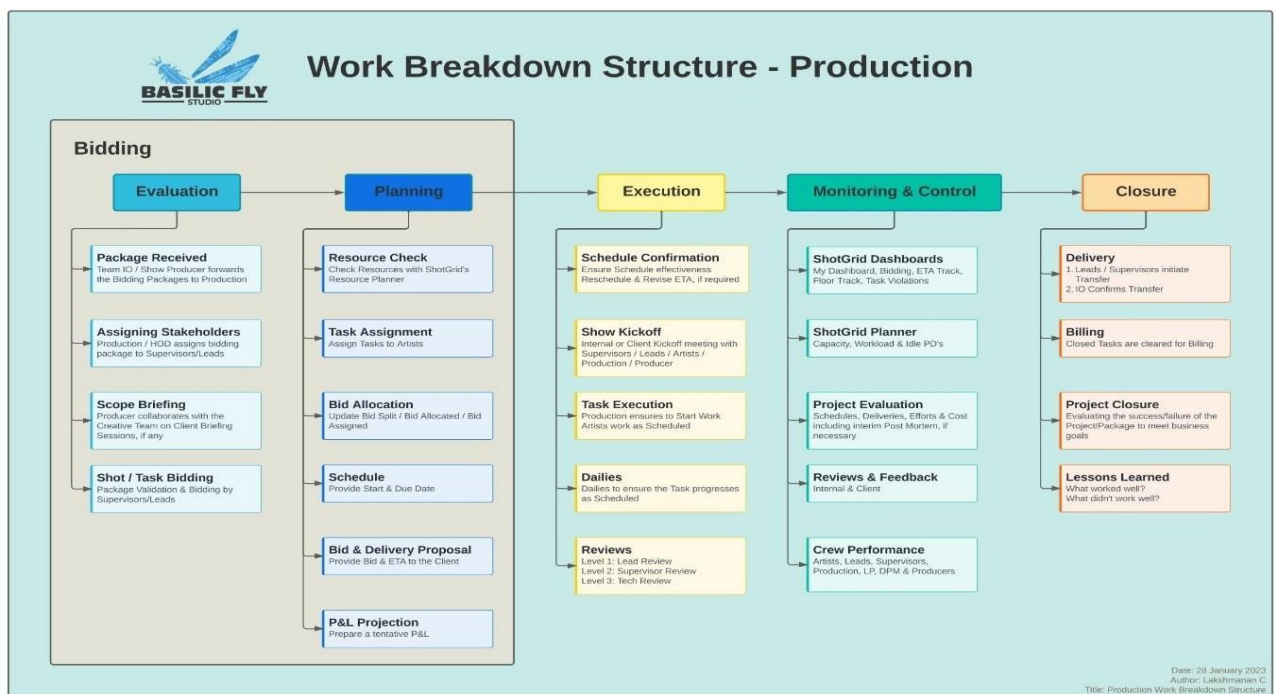 BASILIC FLY
STUDIO
Work Breakdown Structure - Production
Bidding
Evaluation
Package Received
Team IO / Show Producer forwards
the Bidding Packages to Production
Assigning Stakeholders
Production / HOD assigns bidding
package to Supervisors/Leads
Scope Briefing
Producer collaborates with the
Creative Team on Client Briefing
Sessions, if any
Shot / Task Bidding
Package Validation & Bidding by
Supervisors/Leads
Planning
Resource Check
Check Resources with ShotGrid's
Resource Planner
Task Assignment
Assign Tasks to Artists
Bid Allocation
Update Bid Split / Bid Allocated / Bid
Assigned
Schedule
Provide Start & Due Date
Bid & Delivery Proposal
Provide Bid & ETA to the Client
P&L Projection
Prepare a tentative P&L
Execution
Schedule Confirmation
Ensure Schedule effectiveness
Reschedule & Revise ETA, if required
Show Kickoff
Internal or Client Kickoff meeting with
Supervisors / Leads / Artists /
Production / Producer
Task Execution
Production ensures to Start Work
Artists work as Scheduled
Dailies
Dailies to ensure the Task progresses
as Scheduled
Reviews
Level 1: Lead Review
Level 2: Supervisor Review
Level 3: Tech Review
Monitoring & Control
ShotGrid Dashboards
My Dashboard, Bidding, ETA Track,
Floor Track, Task Violations
ShotGrid Planner
Capacity, Workload & Idle PD's
Project Evaluation
Schedules, Deliveries, Efforts & Cost
including interim Post Mortem, if
necessary
Reviews & Feedback
Internal & Client
Crew Performance
Artists, Leads, Supervisors,
Production, LP, DPM & Producers
Closure
Delivery
1. Leads / Supervisors initiate
Transfer
2. IO Confirms Transfer
Billing
Closed Tasks are cleared for Billing
Project Closure
Evaluating the success/failure of the
Project/Package to meet business
goals
Lessons Learned
What worked well?
What didn't work well?
Date: 28 January 2023
Author: Lakshmanan C
Title: Production Work Breakdown Structure